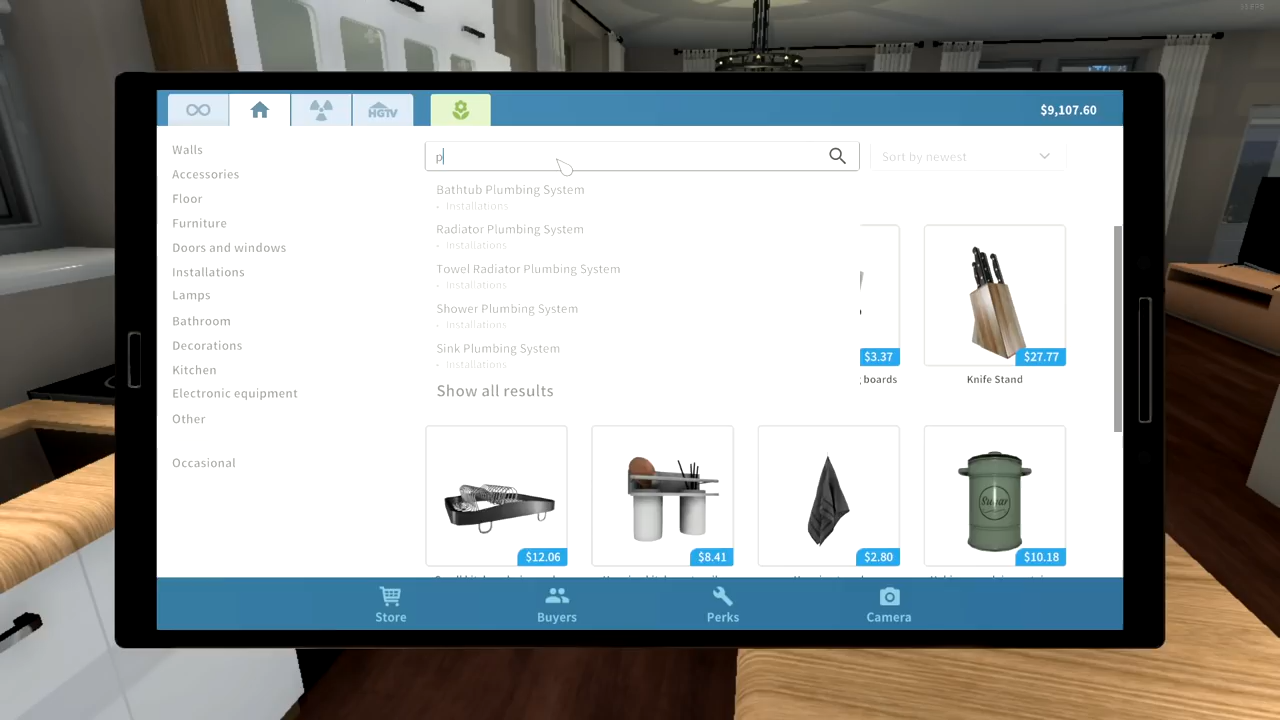 55 FPS
HGTV
$9,107.60
Walls
Accessories
Floor
Furniture
Doors and windows
Installations
Lamps
Bathroom
Decorations
Kitchen
Electronic equipment
Other
Occasional
p
Sort by newest
Bathtub Plumbing System
• Installations
Radiator Plumbing System
• Installations
Towel Radiator Plumbing System
• Installations
Shower Plumbing System
• Installations
Sink Plumbing System
• Installations
Show all results
$3.37
boards
$27.77
Knife Stand
$12.06
$8.41
$2.80
Sugar
$10.18
Store
Buyers
Perks
Camera